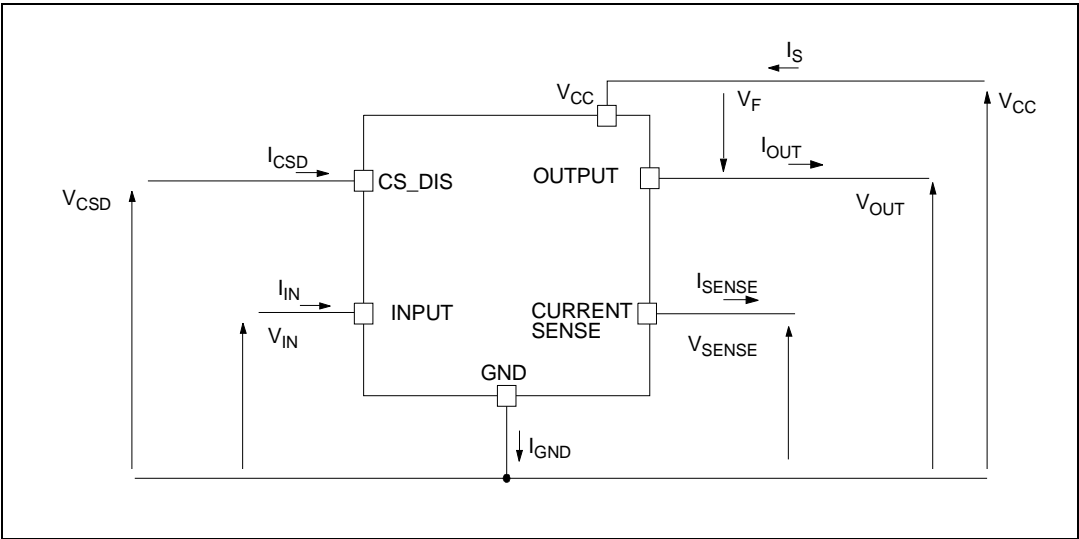 I_S
V_CC
V_F
V_CC
I_CSD
I_OUT
CS_DIS
OUTPUT
V_CSD
V_OUT
I_IN
I_SENSE
INPUT
CURRENT
SENSE
V_IN
V_SENSE
GND
I_GND